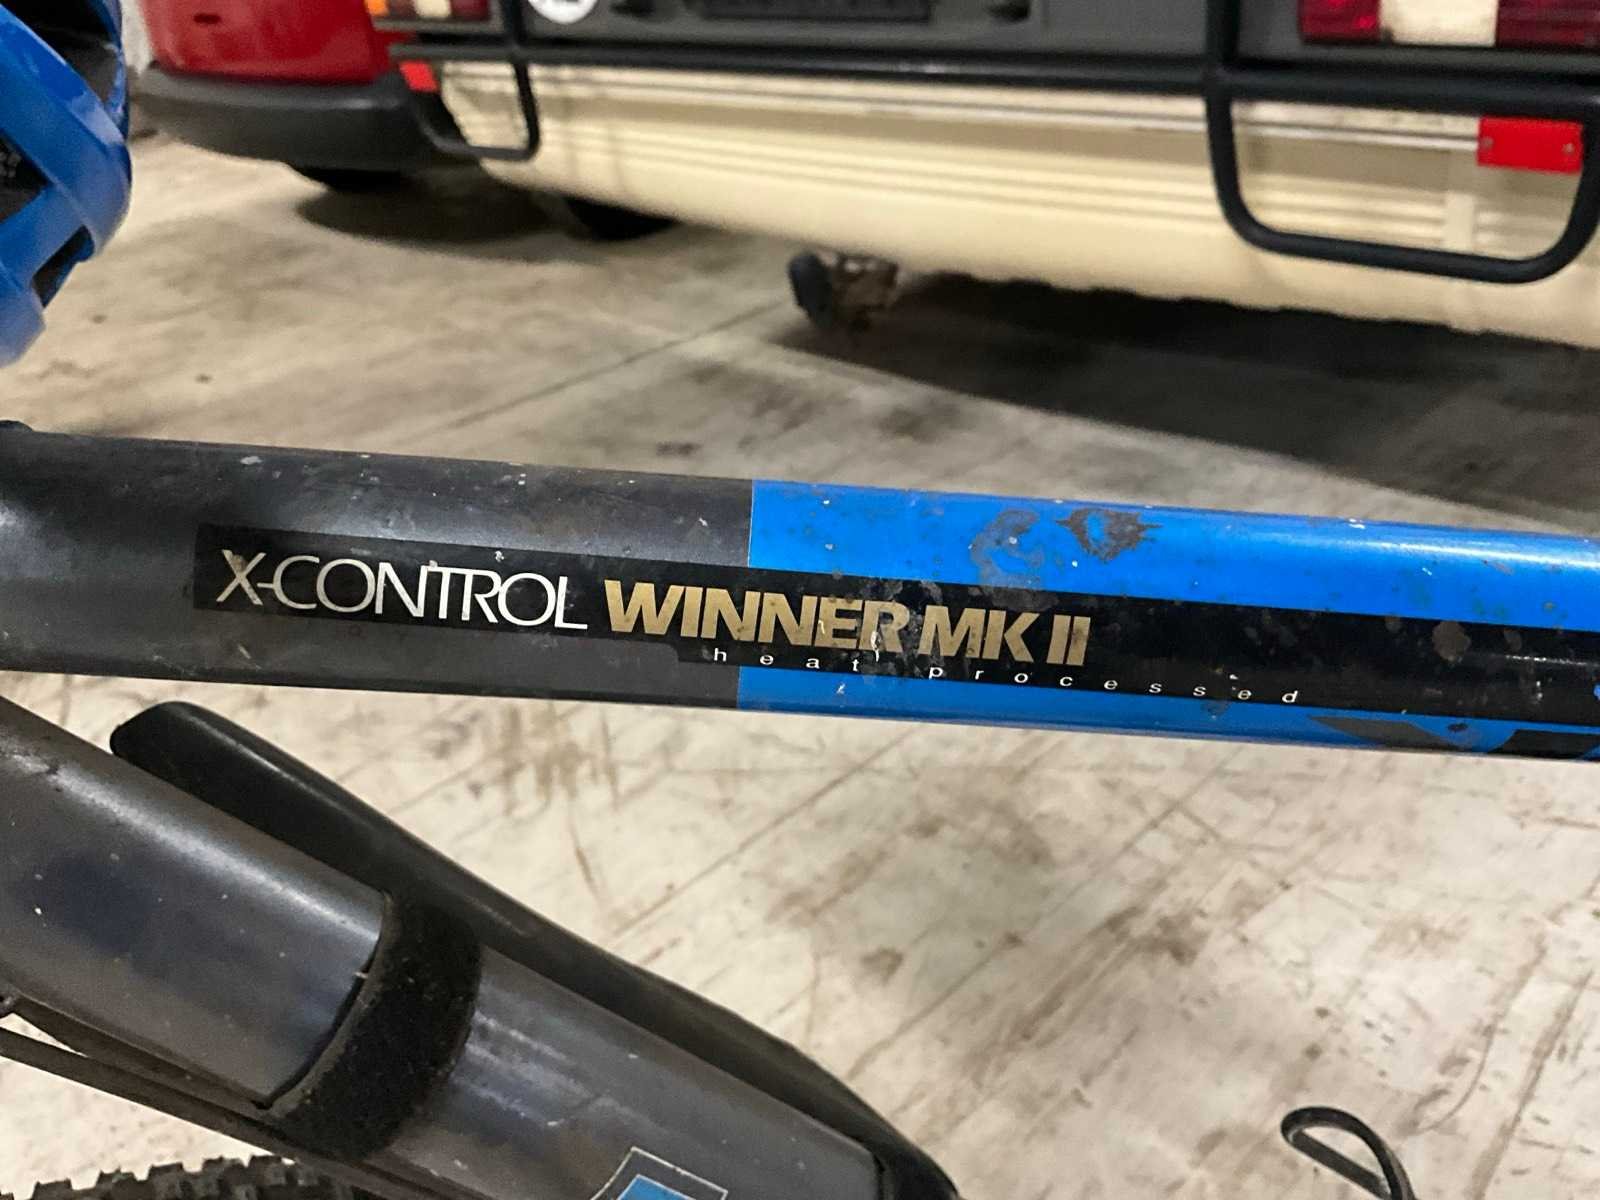 X-CONTROL WINNER MK II
heat processed